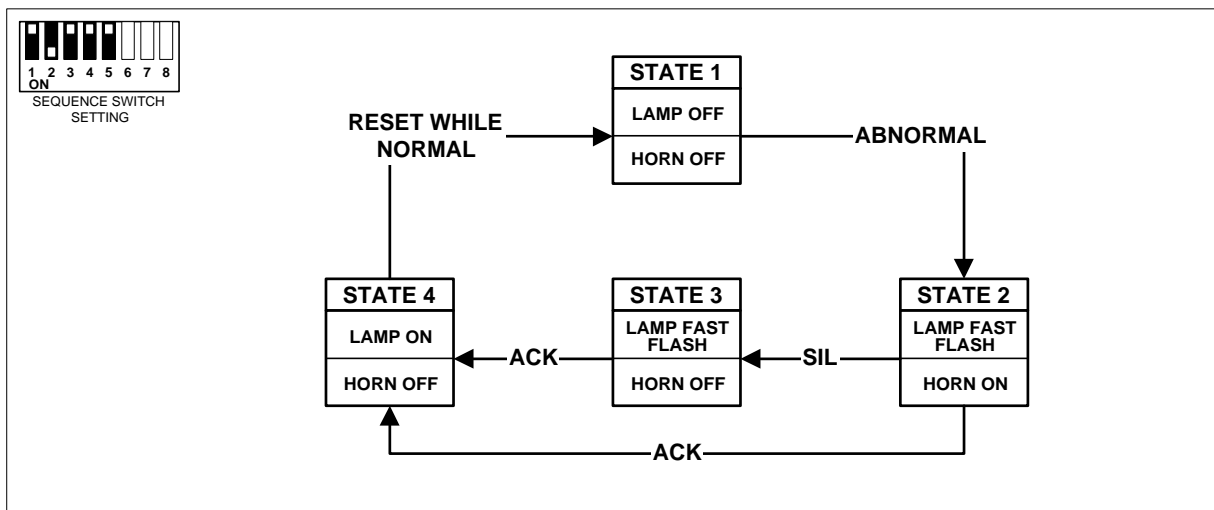 1 2 3 4 5 6 7 8
ON
SEQUENCE SWITCH
SETTING
STATE 1
LAMP OFF
HORN OFF
RESET WHILE
NORMAL
ABNORMAL
STATE 4
LAMP ON
HORN OFF
ACK
STATE 3
LAMP FAST
FLASH
HORN OFF
SIL
STATE 2
LAMP FAST
FLASH
HORN ON
ACK